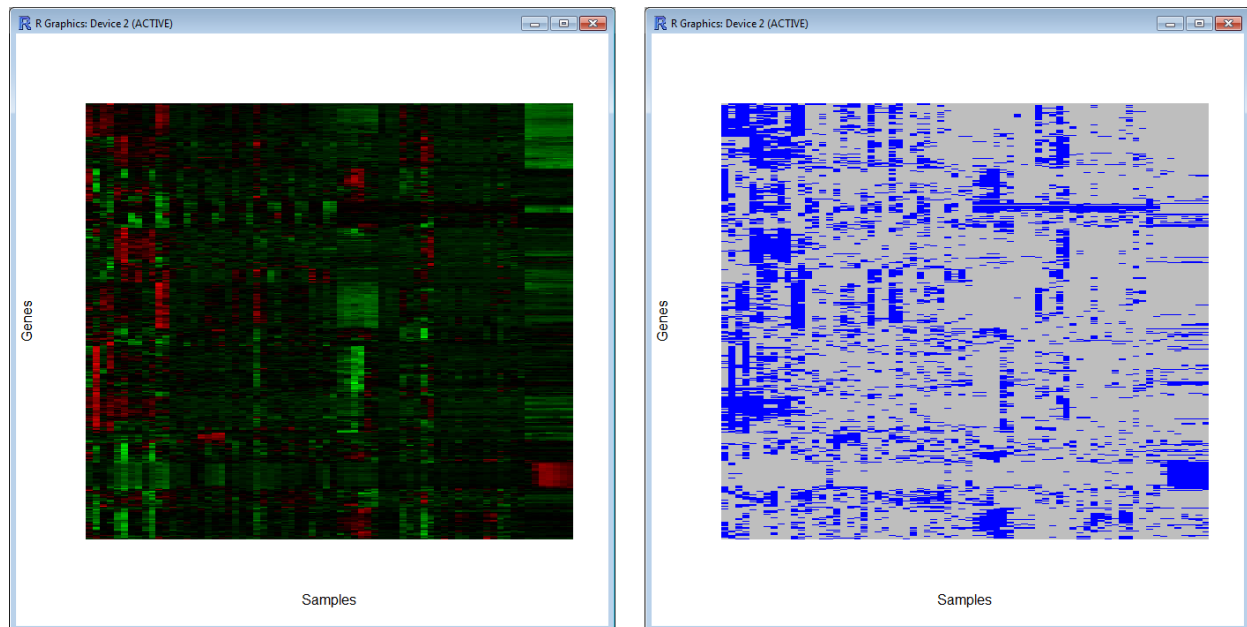 R Graphics: Device 2 (ACTIVE)
Genes
Samples
R Graphics: Device 2 (ACTIVE)
Genes
Samples